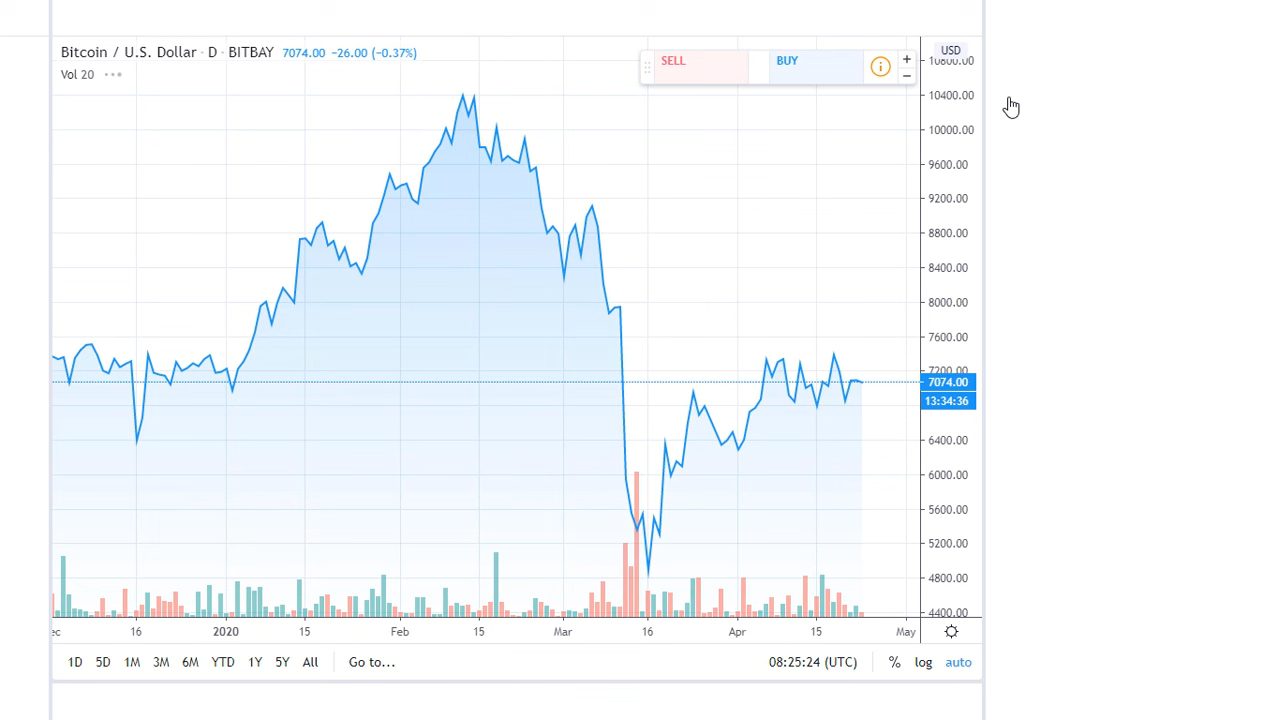 Bitcoin / U.S. Dollar · D · BITBAY 7074.00 −26.00 (−0.37%)
SELL
BUY
USD
Vol 20
10800.00
10400.00
10000.00
9600.00
9200.00
8800.00
8400.00
8000.00
7600.00
7200.00
7074.00
13:34:36
6400.00
6000.00
5600.00
5200.00
4800.00
4400.00
ec 16 2020 15 Feb 15 Mar 16 Apr 15 May
1D 5D 1M 3M 6M YTD 1Y 5Y All Go to... 08:25:24 (UTC) % log auto